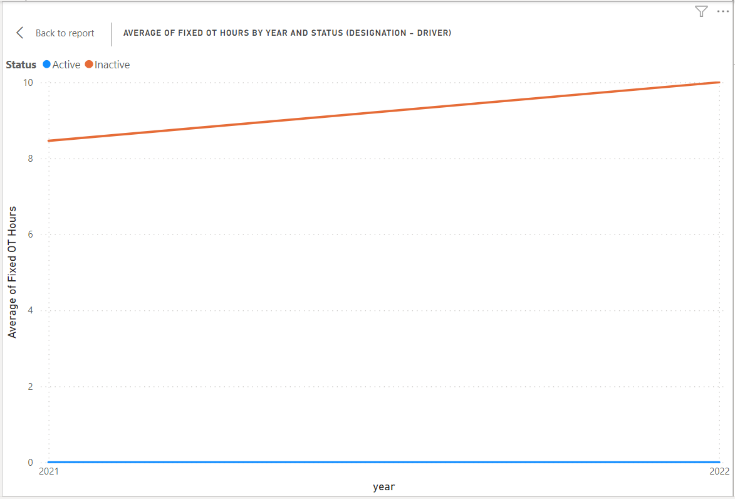 Back to report
AVERAGE OF FIXED OT HOURS BY YEAR AND STATUS (DESIGNATION - DRIVER)
Status Active Inactive
10
8
6
4
2
0
Average of Fixed OT Hours
2021 2022
year